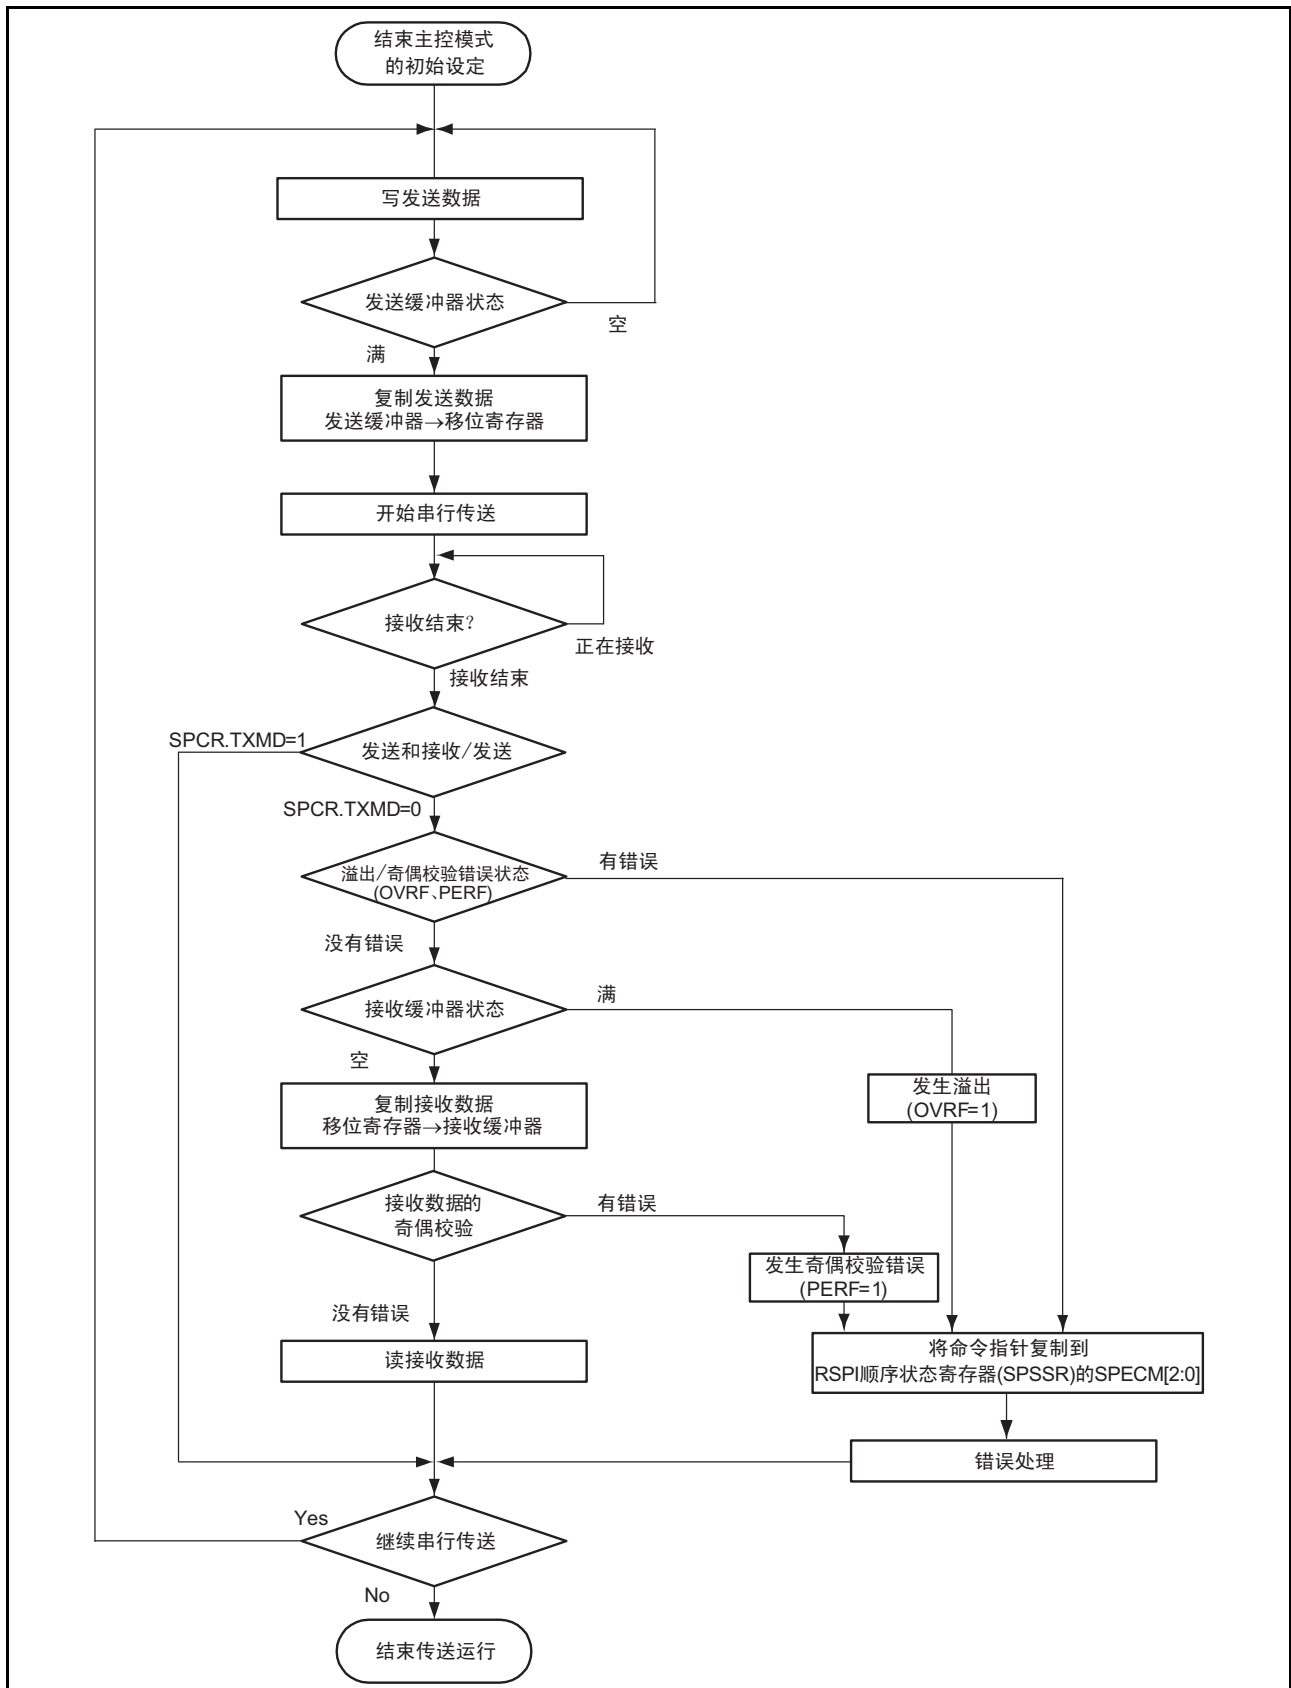 结束主控模式
的初始设定
写发送数据
发送缓冲器状态
空
满
复制发送数据
发送缓冲器→移位寄存器
开始串行传送
接收结束?
正在接收
接收结束
SPCR.TXMD=1
发送和接收/发送
SPCR.TXMD=0
溢出/奇偶校验错误状态
(OVRF、PERF)
有错误
没有错误
接收缓冲器状态
满
空
发生溢出
(OVRF=1)
复制接收数据
移位寄存器→接收缓冲器
接收数据的
奇偶校验
有错误
发生奇偶校验错误
(PERF=1)
没有错误
读接收数据
将命令指针复制到
RSPI顺序状态寄存器(SPSSR)的SPECM[2:0]
错误处理
Yes
继续串行传送
No
结束传送运行